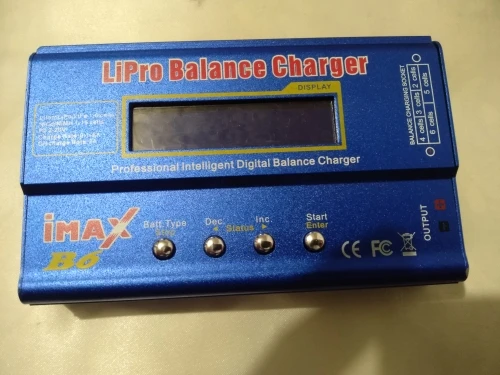 LiPro Balance Charger
DISPLAY
Professional Intelligent Digital Balance Charger
BALANCE CHARGING SOCKET
2 cells
3 cells
4 cells
5 cells
6 cells
iMAX
B6
Batt Type
Stop
Dec.
Inc.
◄ Status ►
Start
Enter
CE FC
OUTPUT